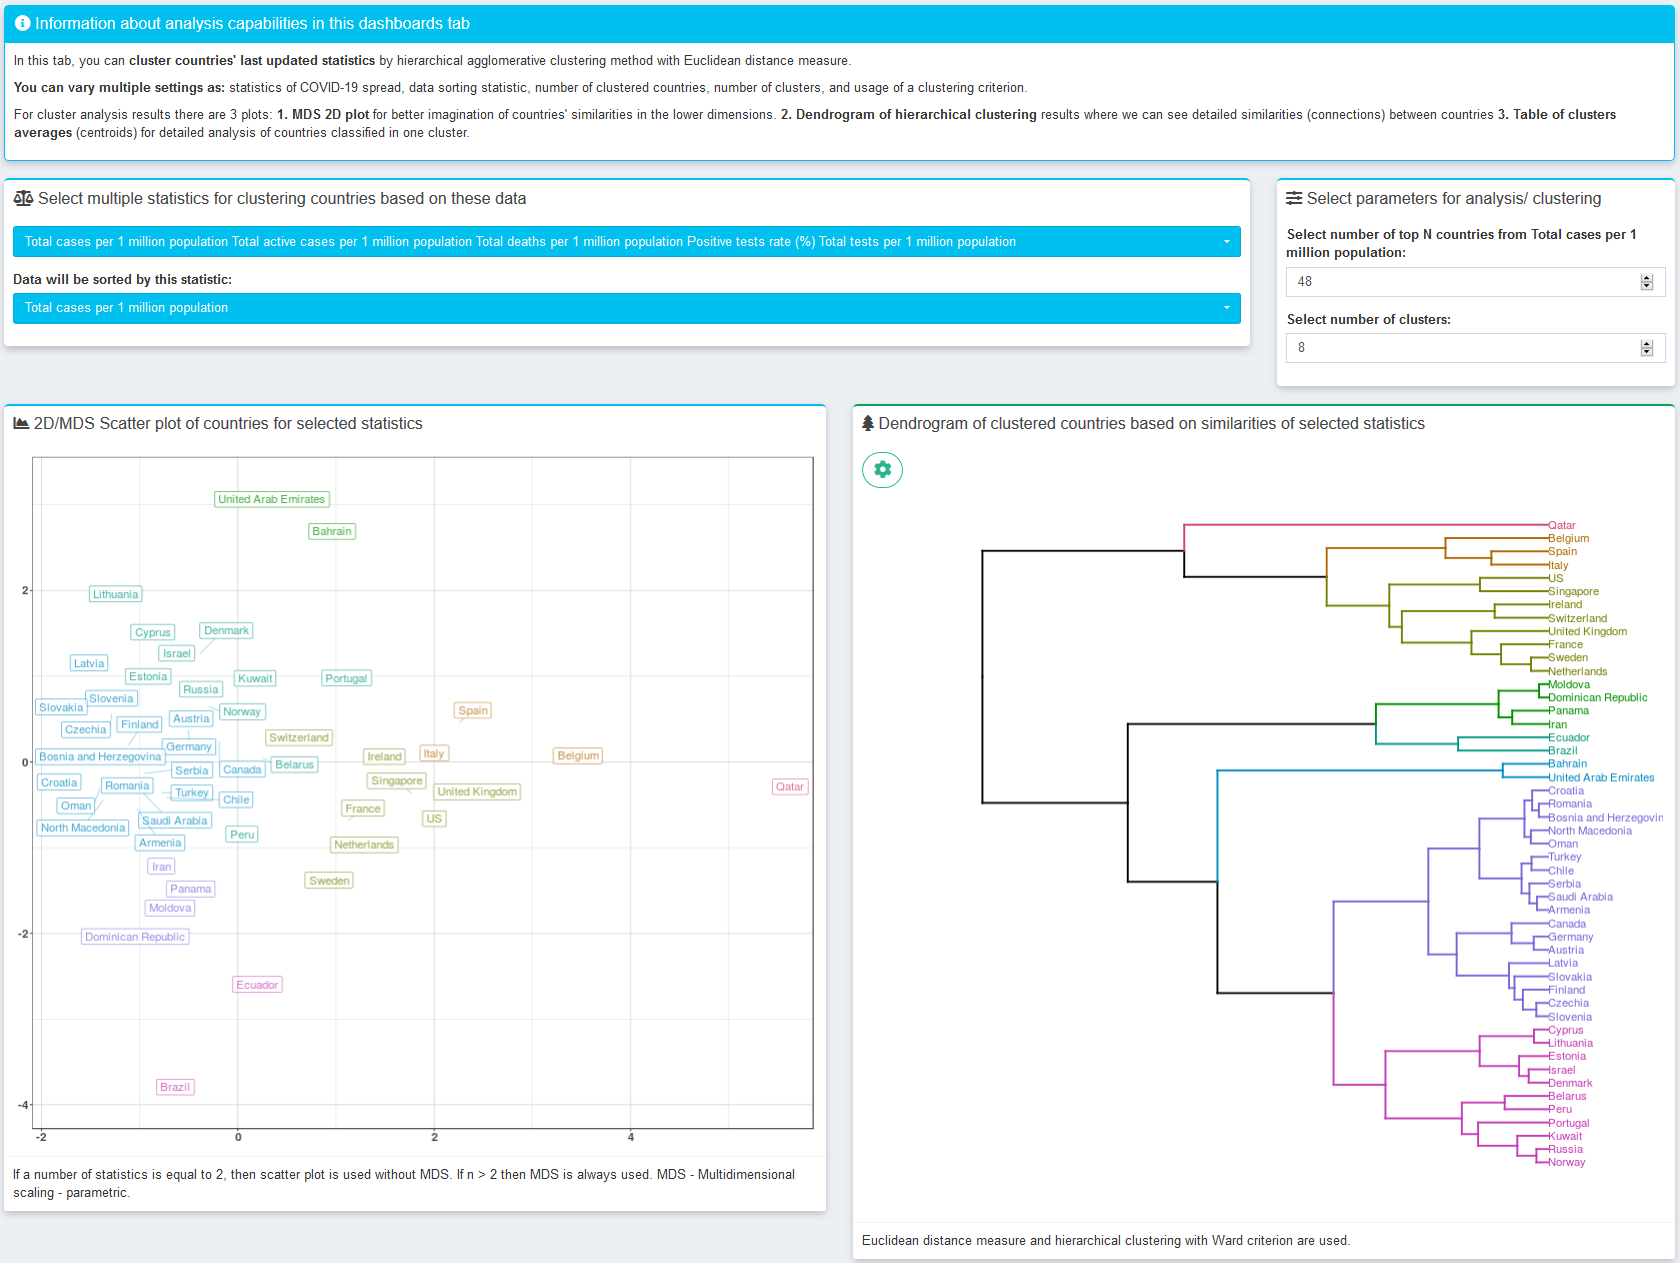 Information about analysis capabilities in this dashboards tab
In this tab, you can cluster countries' last updated statistics by hierarchical agglomerative clustering method with Euclidean distance measure.
You can vary multiple settings as: statistics of COVID-19 spread, data sorting statistic, number of clustered countries, number of clusters, and usage of a clustering criterion.
For cluster analysis results there are 3 plots: 1. MDS 2D plot for better imagination of countries' similarities in the lower dimensions. 2. Dendrogram of hierarchical clustering results where we can see detailed similarities (connections) between countries 3. Table of clusters
averages (centroids) for detailed analysis of countries classified in one cluster.
Select multiple statistics for clustering countries based on these data
Total cases per 1 million population Total active cases per 1 million population Total deaths per 1 million population Positive tests rate (%) Total tests per 1 million population
Data will be sorted by this statistic:
Total cases per 1 million population
Select parameters for analysis/ clustering
Select number of top N countries from Total cases per 1
million population:
48
Select number of clusters:
8
2D/MDS Scatter plot of countries for selected statistics
United Arab Emirates
Bahrain
2
Lithuania
Cyprus
Denmark
Israel
Latvia
Estonia
Kuwait
Portugal
Russia
Slovenia
Slovakia
Norway
Spain
Austria
Finland
Czechia
Switzerland
Germany
Italy
Bosnia and Herzegovina
Ireland
Belgium
0
Belarus
Canada
Serbia
Croatia
Singapore
Romania
Qatar
Turkey
United Kingdom
Chile
Oman
France
US
Saudi Arabia
North Macedonia
Peru
Armenia
Netherlands
Iran
Sweden
Panama
Moldova
-2
Dominican Republic
Ecuador
Brazil
-4
-2 0 2 4
If a number of statistics is equal to 2, then scatter plot is used without MDS. If n > 2 then MDS is always used. MDS - Multidimensional
scaling - parametric.
Dendrogram of clustered countries based on similarities of selected statistics
Qatar
Belgium
Spain
Italy
US
Singapore
Ireland
Switzerland
United Kingdom
France
Sweden
Netherlands
Moldova
Dominican Republic
Panama
Iran
Ecuador
Brazil
Bahrain
United Arab Emirates
Croatia
Romania
Bosnia and Herzegovin
North Macedonia
Oman
Turkey
Chile
Serbia
Saudi Arabia
Armenia
Canada
Germany
Austria
Latvia
Slovakia
Finland
Czechia
Slovenia
Cyprus
Lithuania
Estonia
Israel
Denmark
Belarus
Peru
Portugal
Kuwait
Russia
Norway
Euclidean distance measure and hierarchical clustering with Ward criterion are used.